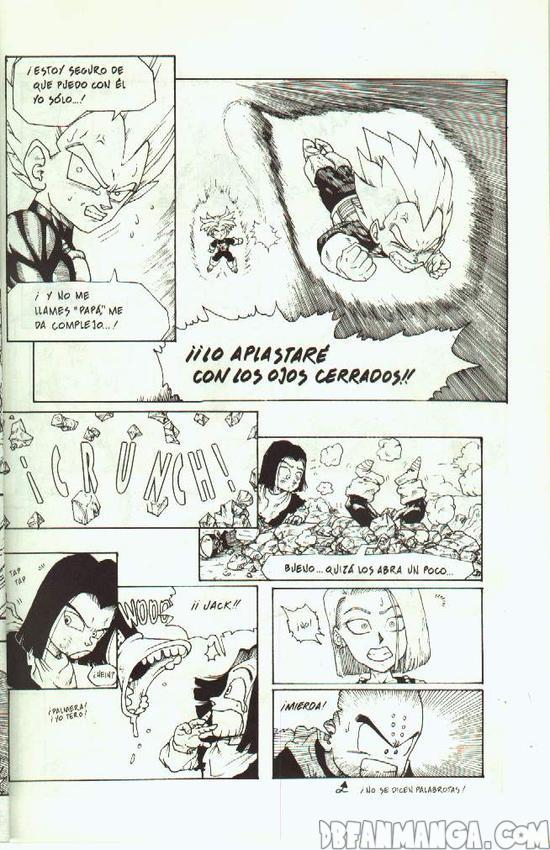 ¡ESTOY SEGURO DE
QUE PUEDO CON ÉL
YO SÓLO...!
¡ Y NO ME
LLAMES "PAPÁ", ME
DA COMPLEJO...!
¡¡LO APLASTARÉ
CON LOS OJOS CERRADOS!!
¡CRUNCH!
BUENO... QUIZÁ LOS ABRA UN POCO...
TAP
TAP
¿HEIN?
WOOO
¡¡ JACK!!
¡PALMERA!
¡YO TERO!
¡NO!
¡MIERDA!
¡NO SE DICEN PALABROTAS!
DBFANMANGA.COM